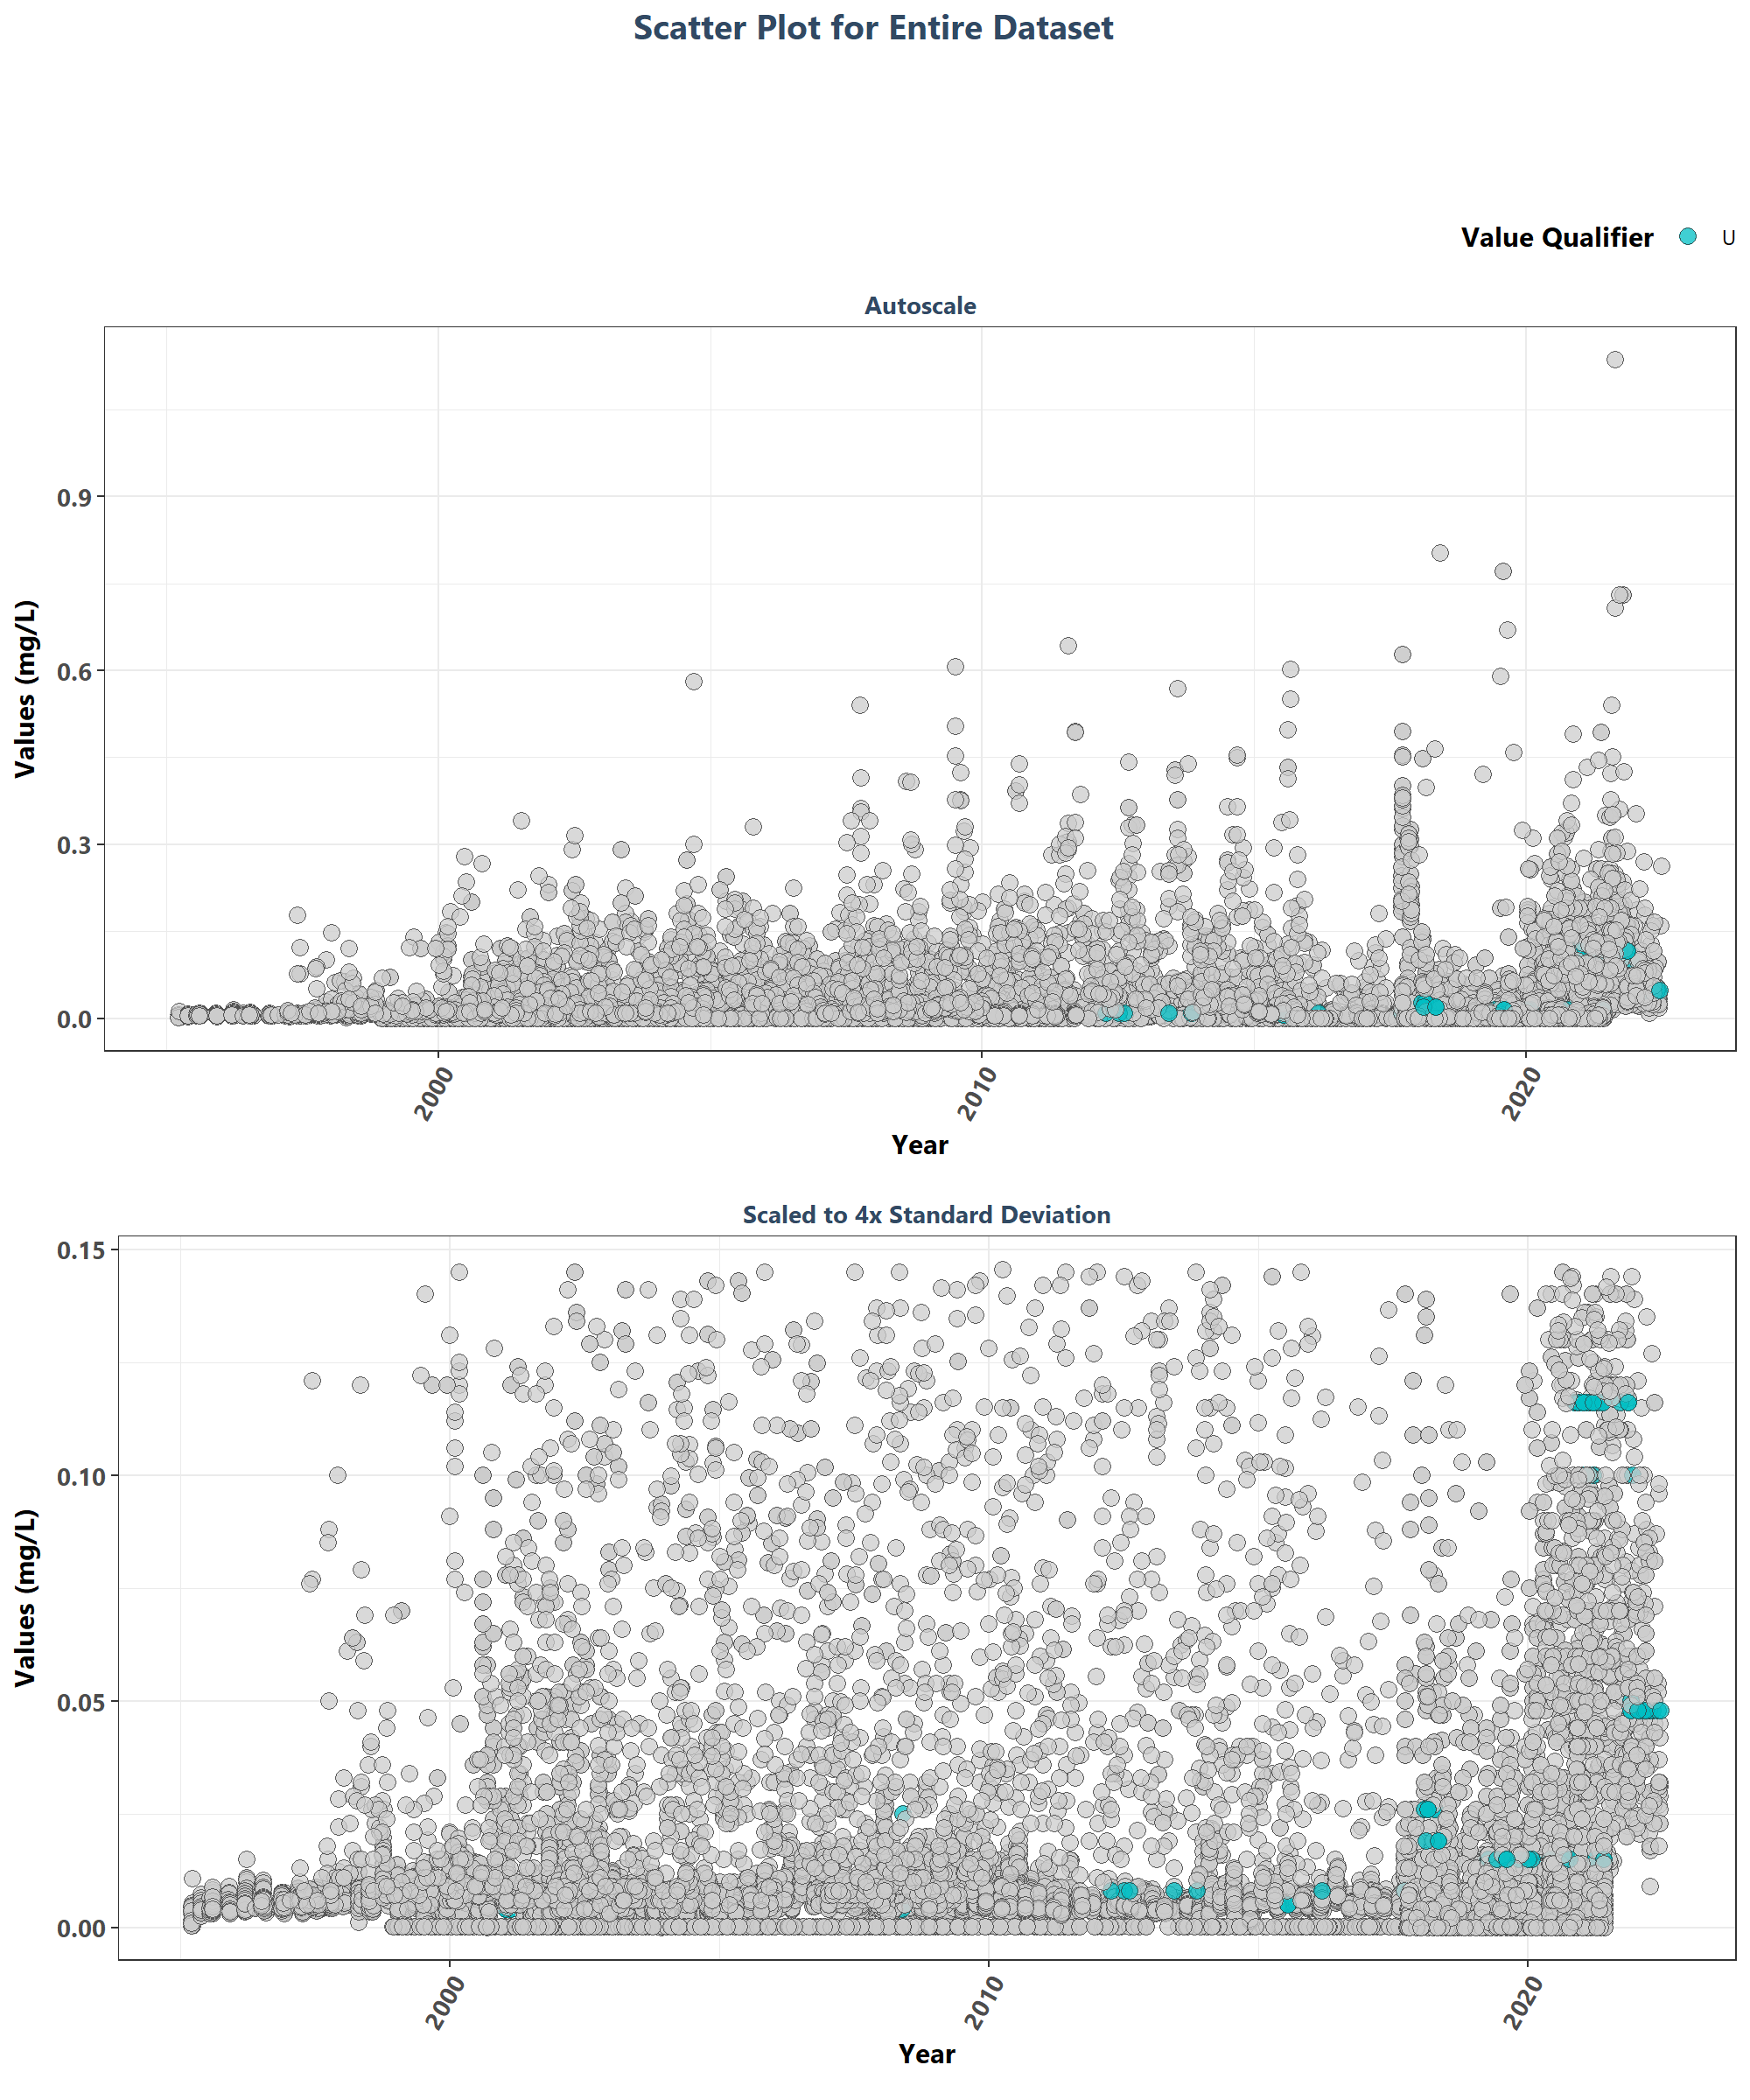 Scatter Plot for Entire Dataset
Value Qualifier U
Autoscale
Values (mg/L)
0.9
0.6
0.3
0.0
2000 2010 2020
Year
Scaled to 4x Standard Deviation
Values (mg/L)
0.15
0.10
0.05
0.00
2000 2010 2020
Year